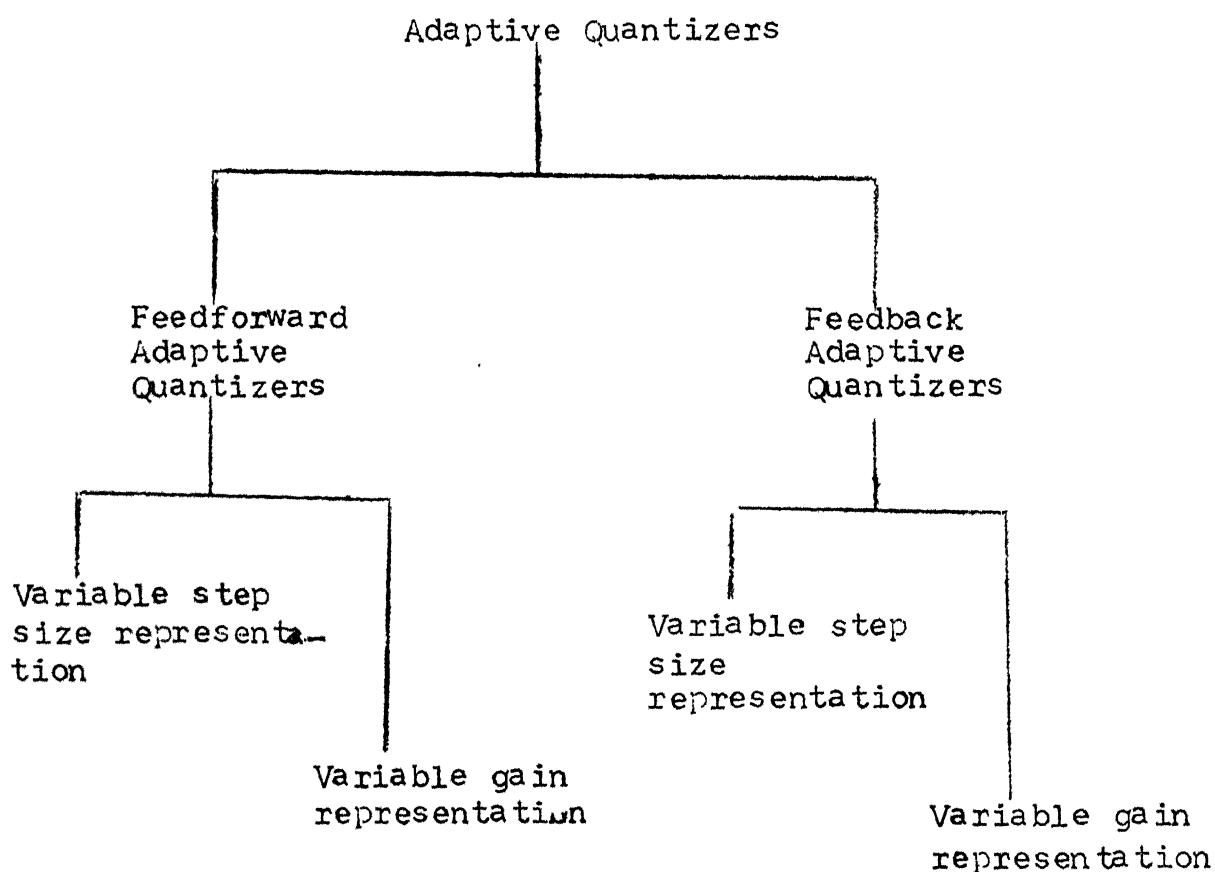 Adaptive Quantizers
Feedforward
Adaptive
Quantizers
Feedback
Adaptive
Quantizers
Variable step
size representa-
tion
Variable step
size
representation
Variable gain
representation
Variable gain
representation